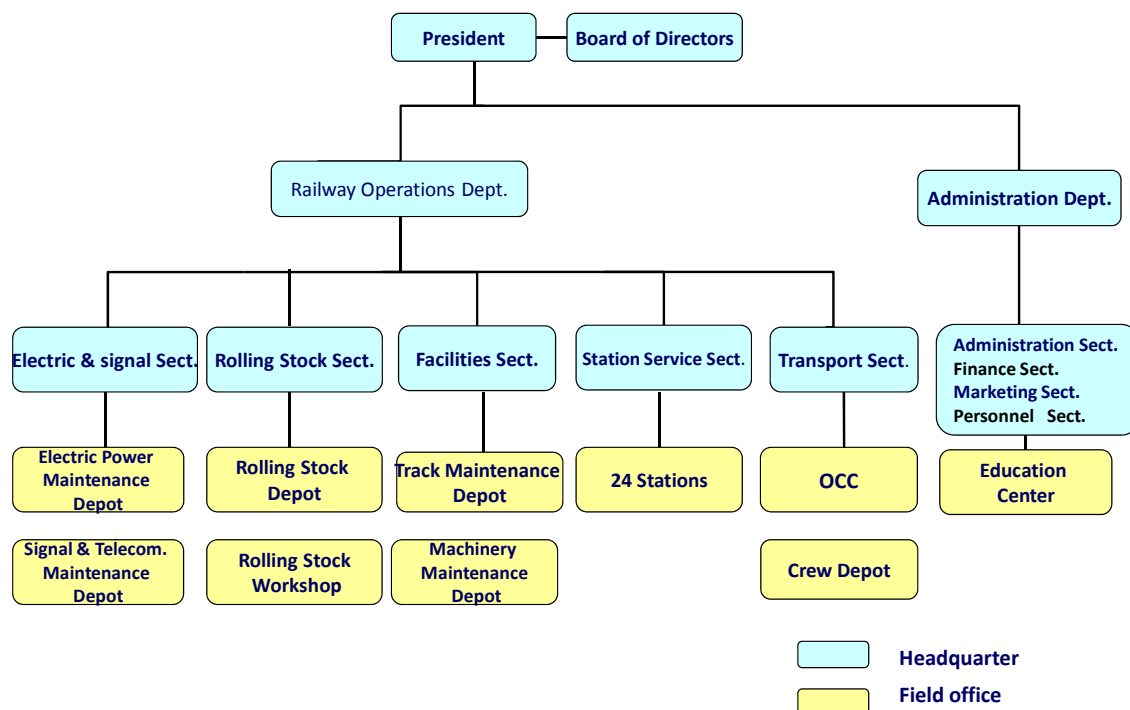 President
Board of Directors
Railway Operations Dept.
Administration Dept.
Electric & signal Sect.
Rolling Stock Sect.
Facilities Sect.
Station Service Sect.
Transport Sect.
Administration Sect.
Finance Sect.
Marketing Sect.
Personnel Sect.
Electric Power
Maintenance
Depot
Rolling Stock
Depot
Track Maintenance
Depot
24 Stations
OCC
Education
Center
Signal & Telecom.
Maintenance
Depot
Rolling Stock
Workshop
Machinery
Maintenance
Depot
Crew Depot
Headquarter
Field office